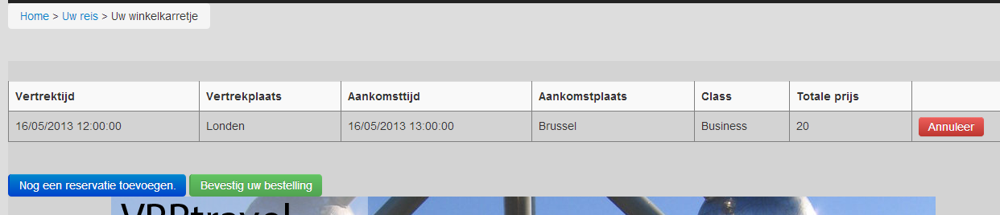 Home > Uw reis > Uw winkelkarretje
Vertrektijd Vertrekplaats Aankomsttijd Aankomstplaats Class Totale prijs
16/05/2013 12:00:00 Londen 16/05/2013 13:00:00 Brussel Business 20 Annuleer
Nog een reservatie toevoegen. Bevestig uw bestelling